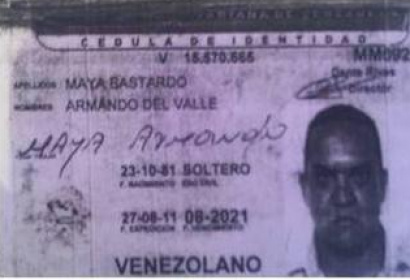 CEDULA DE IDENTIDAD
V 15.570.665 MM092
Dante Rivas
Director
APELLIDOS MAYA BASTARDO
NOMBRES ARMANDO DEL VALLE
MAYA Armando
23-10-81 SOLTERO
F. NACIMIENTO EDO CIVIL
27-08-11 08-2021
F. EXPEDICION F. VENCIMIENTO
VENEZOLANO